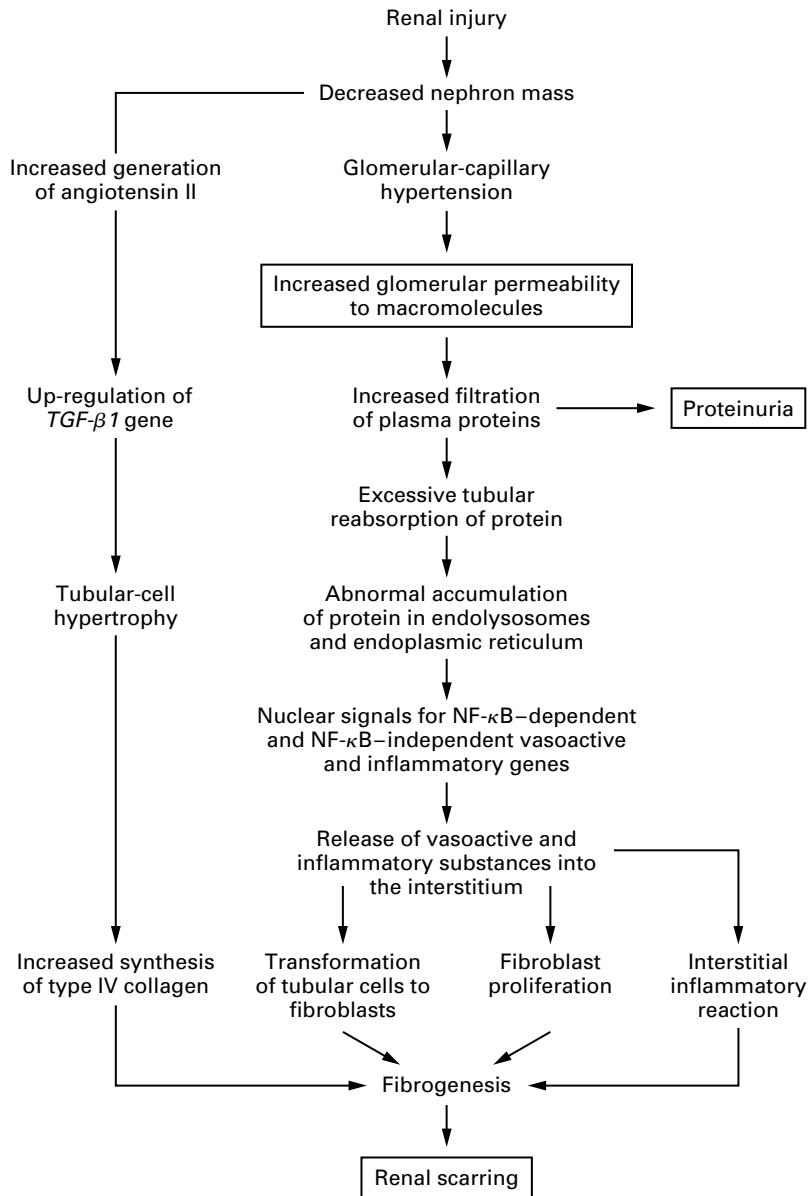 Renal injury
Decreased nephron mass
Increased generation
of angiotensin II
Glomerular-capillary
hypertension
Increased glomerular permeability
to macromolecules
Up-regulation of
TGF-β1 gene
Increased filtration
of plasma proteins
Proteinuria
Excessive tubular
reabsorption of protein
Tubular-cell
hypertrophy
Abnormal accumulation
of protein in endolysosomes
and endoplasmic reticulum
Nuclear signals for NF-κB–dependent
and NF-κB–independent vasoactive
and inflammatory genes
Release of vasoactive and
inflammatory substances into
the interstitium
Increased synthesis
of type IV collagen
Transformation
of tubular cells to
fibroblasts
Fibroblast
proliferation
Interstitial
inflammatory
reaction
Fibrogenesis
Renal scarring